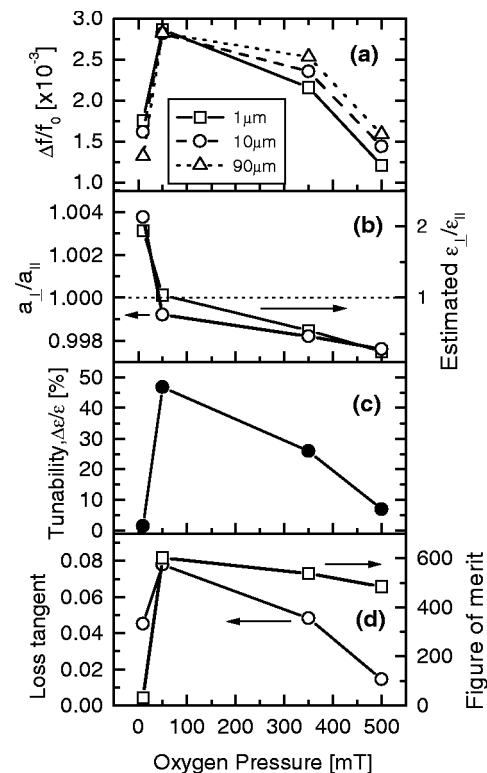 (a)
Δf/f₀ [x10⁻³]
3.0
2.5
2.0
1.5
1.0
1µm
10µm
90µm
(b)
a⊥/a||
1.004
1.002
1.000
0.998
Estimated ε⊥/ε||
2
1
0
(c)
Tunability,Δε/ε [%]
50
40
30
20
10
0
(d)
Loss tangent
0.08
0.06
0.04
0.02
0.00
Figure of merit
600
400
200
0
0 100 200 300 400 500
Oxygen Pressure [mT]